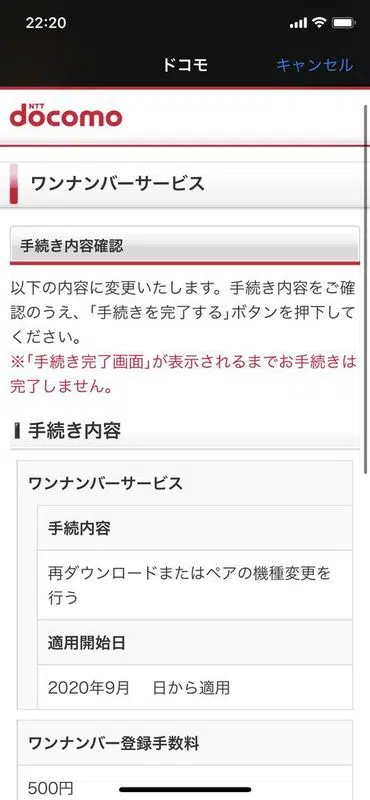 22:20
ドコモ
キャンセル
NTT
docomo
ワンナンバーサービス
手続き内容確認
以下の内容に変更いたします。手続き内容をご確
認のうえ、「手続きを完了する」ボタンを押下して
ください。
※「手続き完了画面」が表示されるまでお手続きは
完了しません。
手続き内容
ワンナンバーサービス
手続内容
再ダウンロードまたはペアの機種変更を
行う
適用開始日
2020年9月　日から適用
ワンナンバー登録手数料
500円